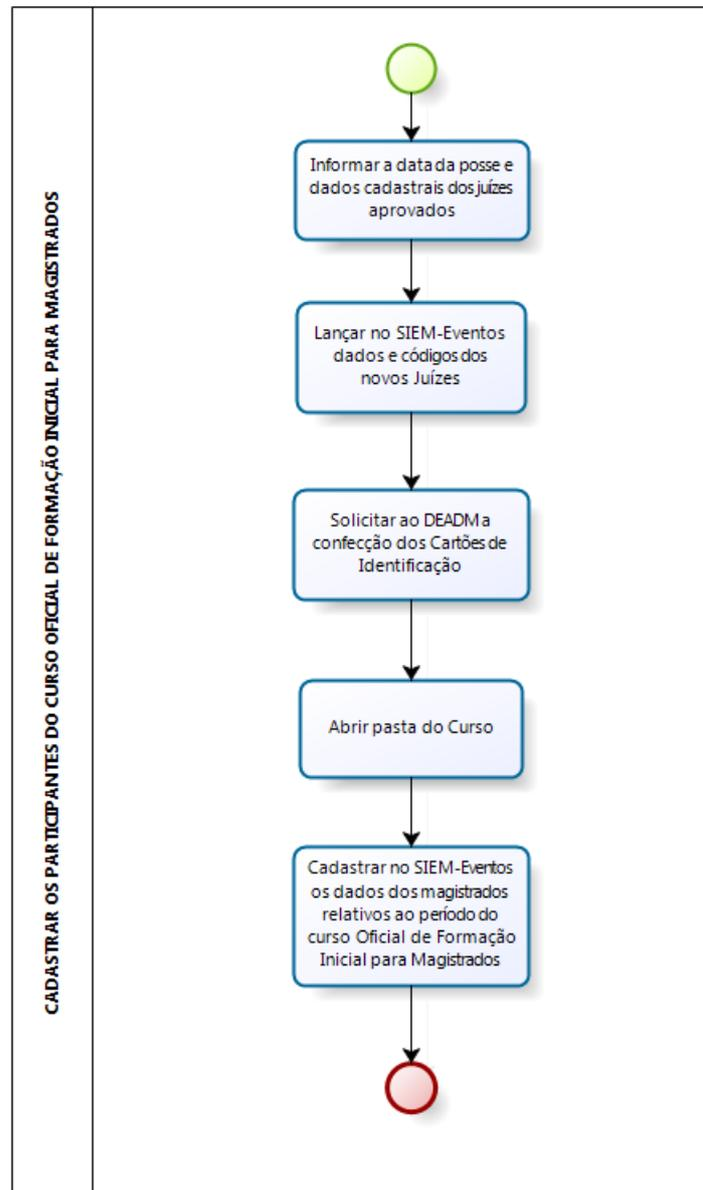 CADASTRAR OS PARTICIPANTES DO CURSO OFICIAL DE FORMAÇÃO INICIAL PARA MAGISTRADOS
Informar a data da posse e
dados cadastrais dos juízes
aprovados
Lançar no SIEM-Eventos
dados e códigos dos
novos Juízes
Solicitar ao DEADM a
confecção dos Cartões de
Identificação
Abrir pasta do Curso
Cadastrar no SIEM-Eventos
os dados dos magistrados
relativos ao período do
curso Oficial de Formação
Inicial para Magistrados